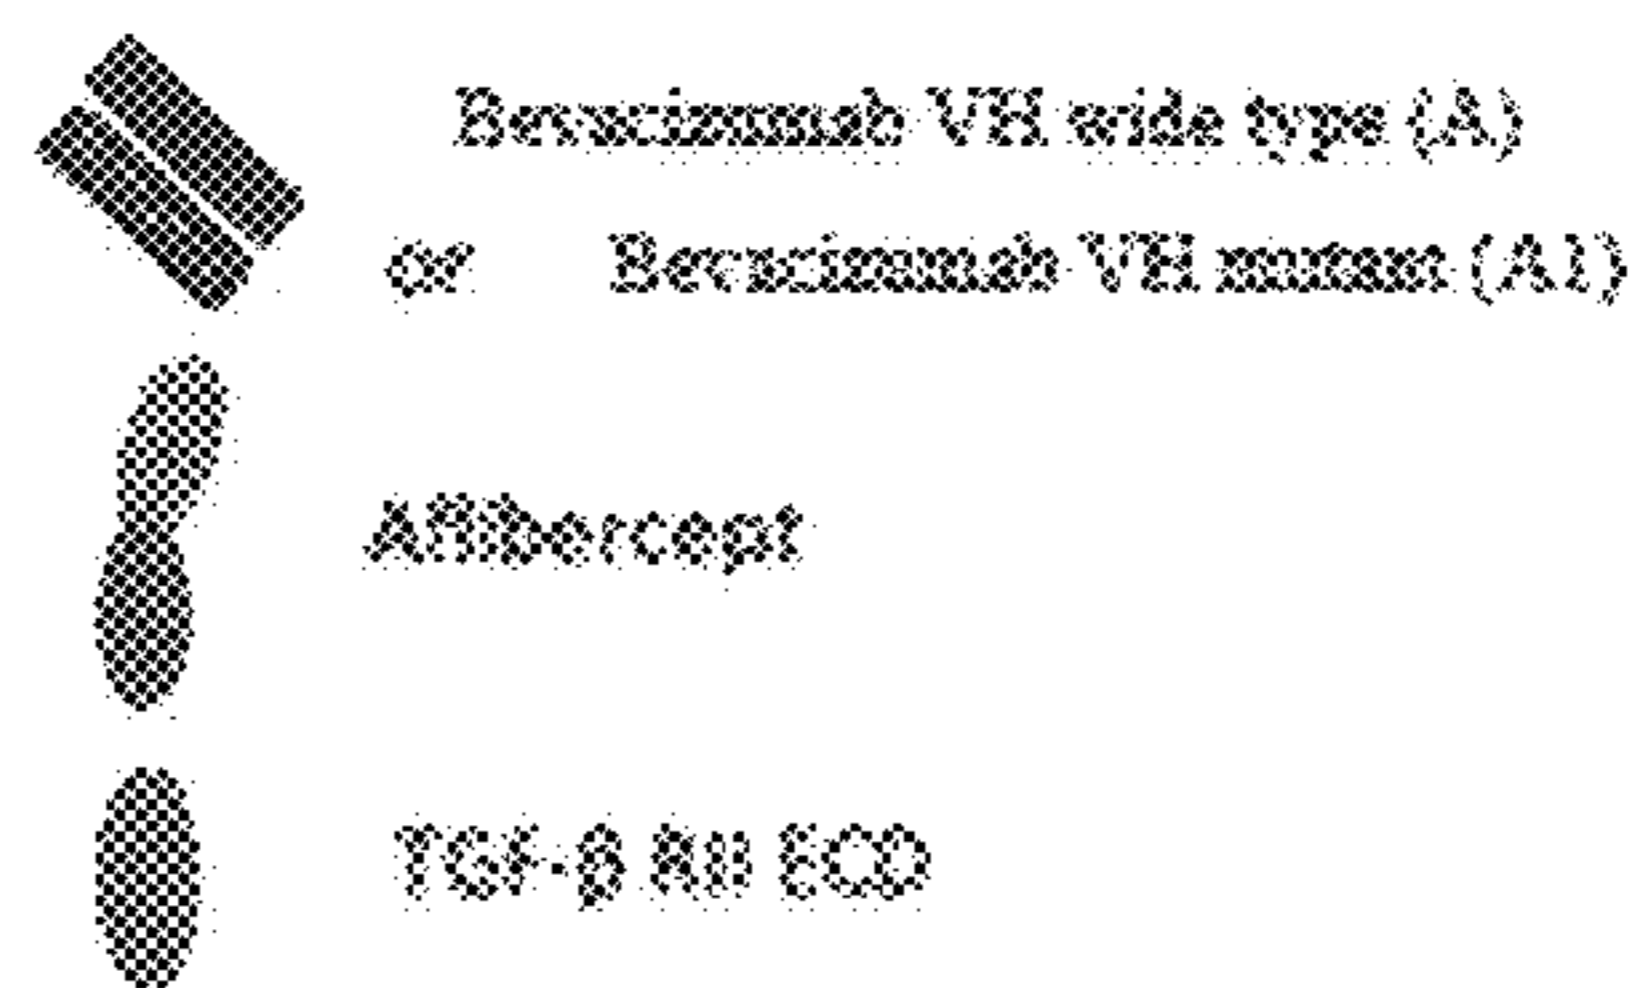 Bevacizumab VH wide type (A)
or Bevacizumab VH mutant (A1)
Aflibercept
TGF-β RII ECD